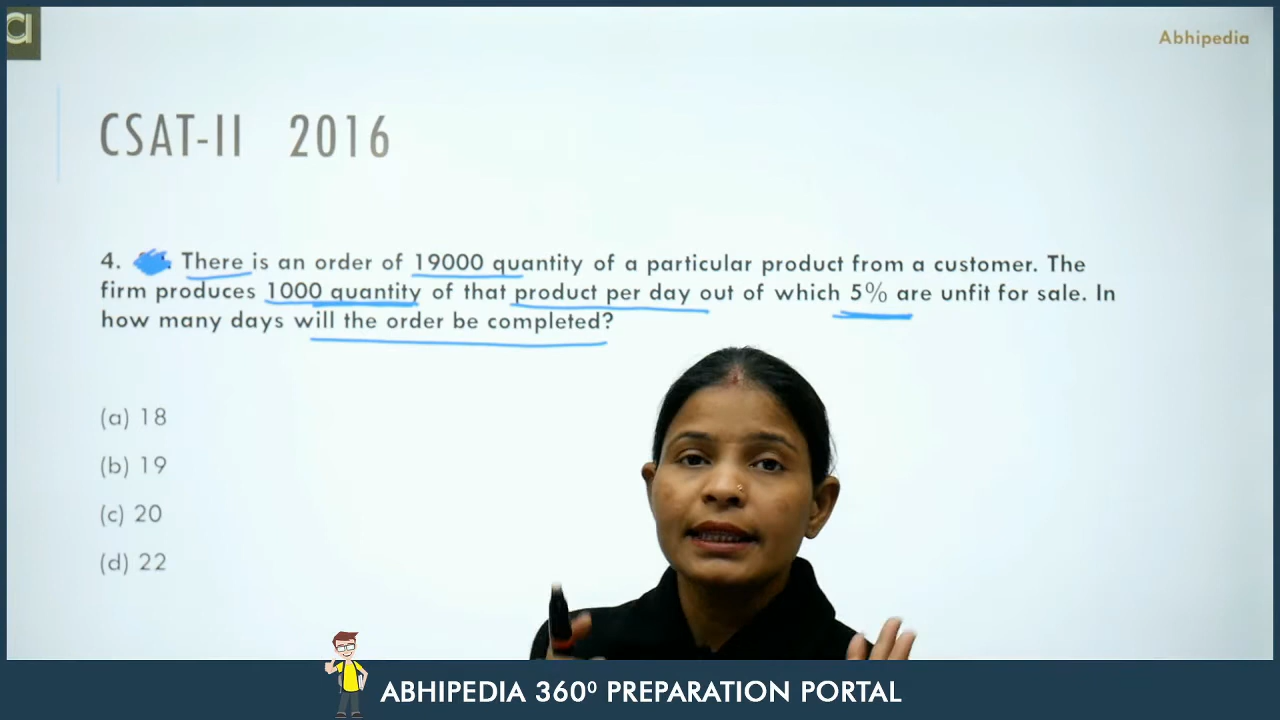 a
Abhipedia
CSAT-II 2016
4. There is an order of 19000 quantity of a particular product from a customer. The
firm produces 1000 quantity of that product per day out of which 5% are unfit for sale. In
how many days will the order be completed?
(a) 18
(b) 19
(c) 20
(d) 22
ABHIPEDIA 360⁰ PREPARATION PORTAL